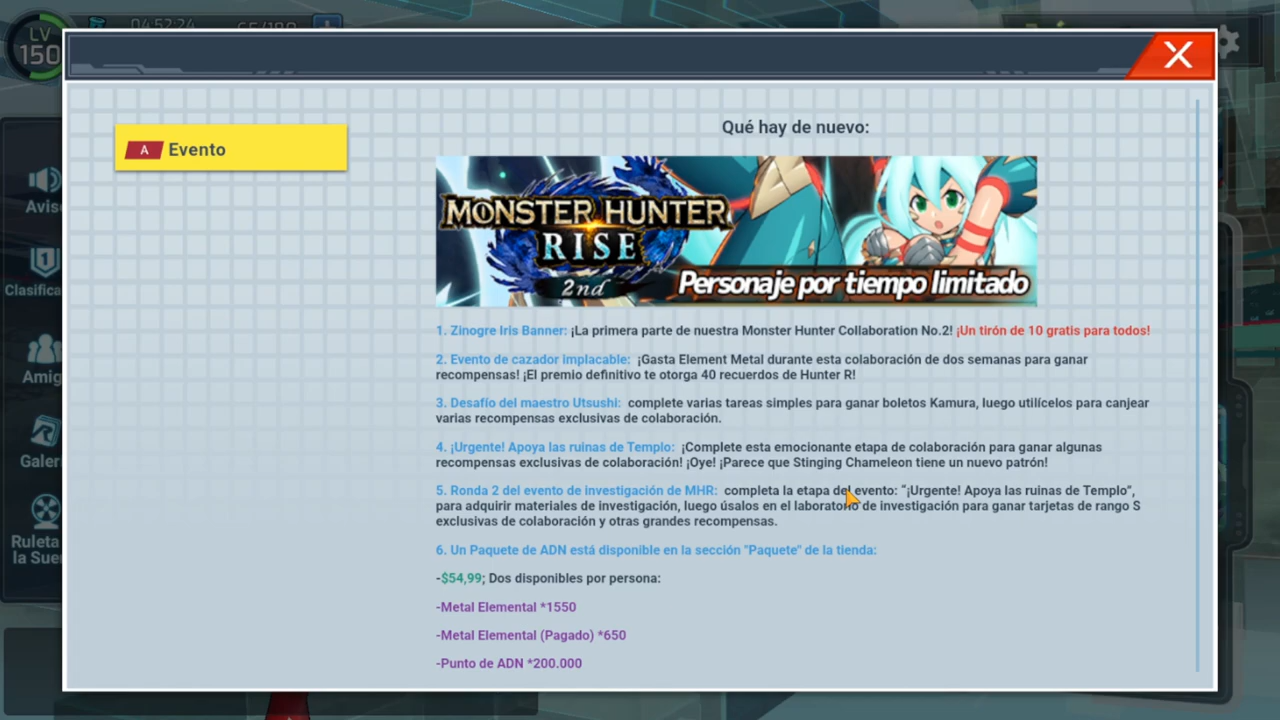 LV
150
04:52:24
65/180
Qué hay de nuevo:
A Evento
MONSTER HUNTER
RISE
2nd
Personaje por tiempo limitado
Aviso
Clasifica
Amig
Galer
Ruleta
la Sue
1. Zinogre Iris Banner: ¡La primera parte de nuestra Monster Hunter Collaboration No.2! ¡Un tirón de 10 gratis para todos!
2. Evento de cazador implacable: ¡Gasta Element Metal durante esta colaboración de dos semanas para ganar
recompensas! ¡El premio definitivo te otorga 40 recuerdos de Hunter R!
3. Desafío del maestro Utsushi: complete varias tareas simples para ganar boletos Kamura, luego utilícelos para canjear
varias recompensas exclusivas de colaboración.
4. ¡Urgente! Apoya las ruinas de Templo: ¡Complete esta emocionante etapa de colaboración para ganar algunas
recompensas exclusivas de colaboración! ¡Oye! ¡Parece que Stinging Chameleon tiene un nuevo patrón!
5. Ronda 2 del evento de investigación de MHR: completa la etapa del evento: “¡Urgente! Apoya las ruinas de Templo”,
para adquirir materiales de investigación, luego úsalos en el laboratorio de investigación para ganar tarjetas de rango S
exclusivas de colaboración y otras grandes recompensas.
6. Un Paquete de ADN está disponible en la sección "Paquete" de la tienda:
-$54,99; Dos disponibles por persona:
-Metal Elemental *1550
-Metal Elemental (Pagado) *650
-Punto de ADN *200.000